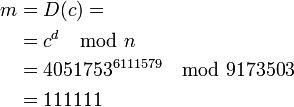 m = D(c) =
= c^d mod n
= 4051753^6111579 mod 9173503
= 111111